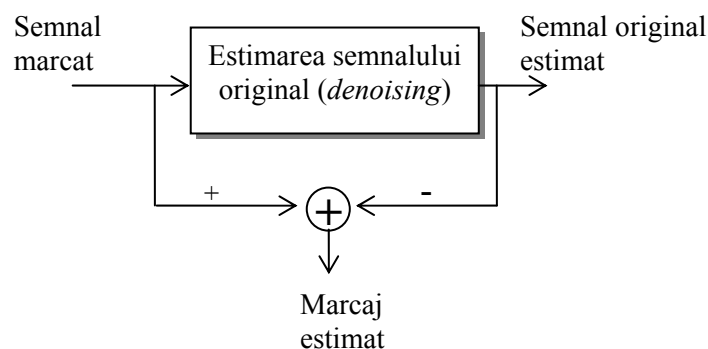 Semnal
marcat
Estimarea semnalului
original (denoising)
Semnal original
estimat
+
-
+
Marcaj
estimat